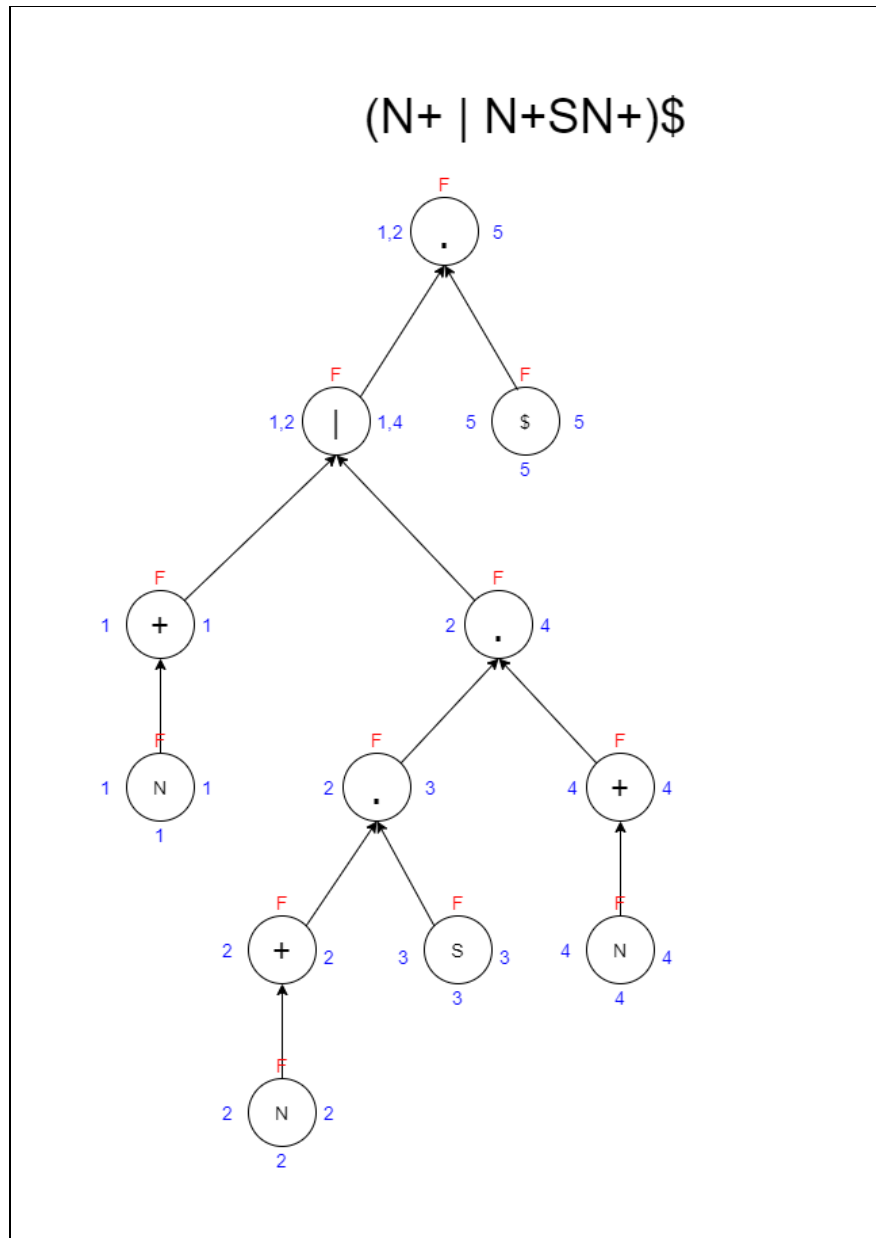 (N+ | N+SN+)$
F
1,2 . 5
F F
1,2 | 1,4 5 $ 5
5
F F
1 + 1 2 . 4
F F F
1 N 1 2 . 3 4 + 4
1
F F F
2 + 2 3 S 3 4 N 4
3 4
F
2 N 2
2